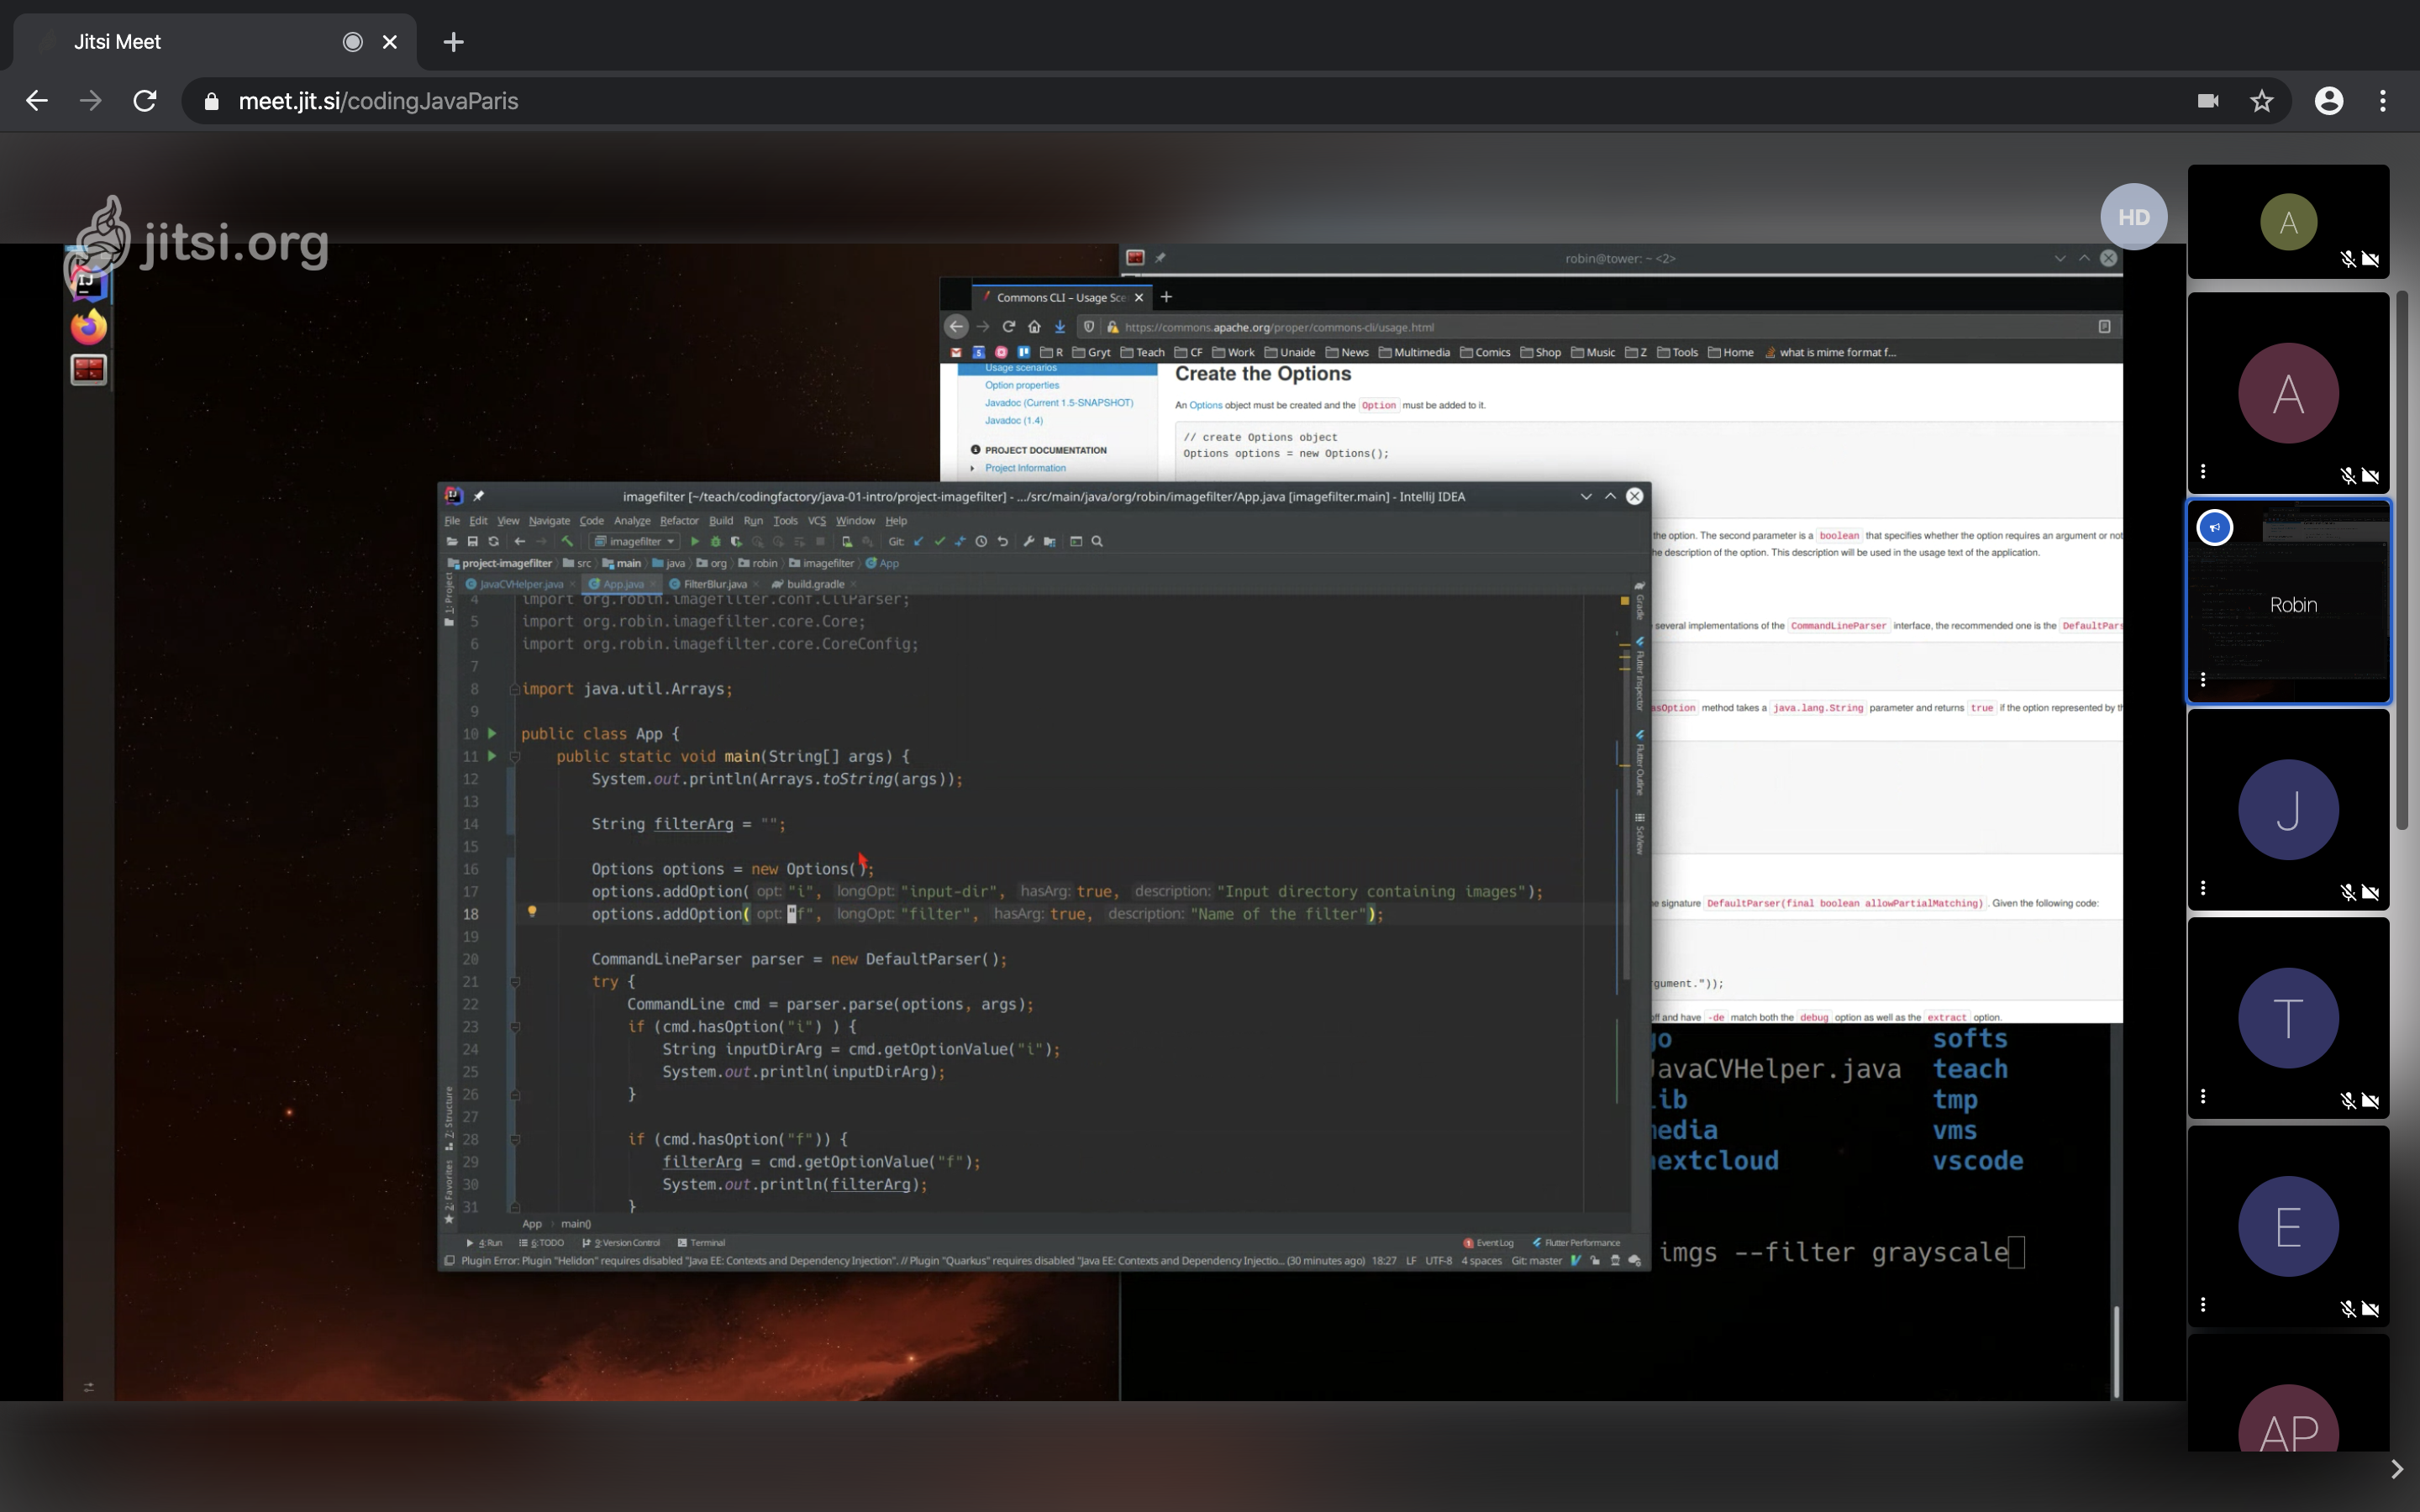 Jitsi Meet
meet.jit.si/codingJavaParis
jitsi.org
HD
A
A
Robin
J
T
E
AP
robin@tower: ~ <2>
Commons CLI – Usage Sce
https://commons.apache.org/proper/commons-cli/usage.html
R Gryt Teach CF Work Unaide News Multimedia Comics Shop Music Z Tools Home what is mime format f...
Usage scenarios
Option properties
Javadoc (Current 1.5-SNAPSHOT)
Javadoc (1.4)
PROJECT DOCUMENTATION
Project Information
Create the Options
An Options object must be created and the Option must be added to it.
// create Options object
Options options = new Options();
the option. The second parameter is a boolean that specifies whether the option requires an argument or not
he description of the option. This description will be used in the usage text of the application.
several implementations of the CommandLineParser interface, the recommended one is the DefaultPars
asOption method takes a java.lang.String parameter and returns true if the option represented by th
e signature DefaultParser(final boolean allowPartialMatching) . Given the following code:
gument."));
off and have -de match both the debug option as well as the extract option.
imagefilter [~/teach/codingfactory/java-01-intro/project-imagefilter] - .../src/main/java/org/robin/imagefilter/App.java [imagefilter.main] - IntelliJ IDEA
File Edit View Navigate Code Analyze Refactor Build Run Tools VCS Window Help
imagefilter Git:
project-imagefilter src main java org robin imagefilter App
JavaCVHelper.java App.java FilterBlur.java build.gradle
1: Project
Gradle
Flutter Inspector
Flutter Outline
SciView
Z: Structure
2: Favorites
4 import org.robin.imagefilter.conf.CliParser;
5 import org.robin.imagefilter.core.Core;
6 import org.robin.imagefilter.core.CoreConfig;
7
8 import java.util.Arrays;
9
10 public class App {
11 public static void main(String[] args) {
12 System.out.println(Arrays.toString(args));
13
14 String filterArg = "";
15
16 Options options = new Options();
17 options.addOption( opt: "i", longOpt: "input-dir", hasArg: true, description: "Input directory containing images");
18 options.addOption( opt: "f", longOpt: "filter", hasArg: true, description: "Name of the filter");
19
20 CommandLineParser parser = new DefaultParser();
21 try {
22 CommandLine cmd = parser.parse(options, args);
23 if (cmd.hasOption("i") ) {
24 String inputDirArg = cmd.getOptionValue("i");
25 System.out.println(inputDirArg);
26 }
27
28 if (cmd.hasOption("f")) {
29 filterArg = cmd.getOptionValue("f");
30 System.out.println(filterArg);
31 }
App main()
4: Run 6: TODO 9: Version Control Terminal
1 Event Log Flutter Performance
Plugin Error: Plugin "Helidon" requires disabled "Java EE: Contexts and Dependency Injection". // Plugin "Quarkus" requires disabled "Java EE: Contexts and Dependency Injectio... (30 minutes ago) 18:27 LF UTF-8 4 spaces Git: master
go softs
JavaCVHelper.java teach
lib tmp
media vms
nextcloud vscode
imgs --filter grayscale